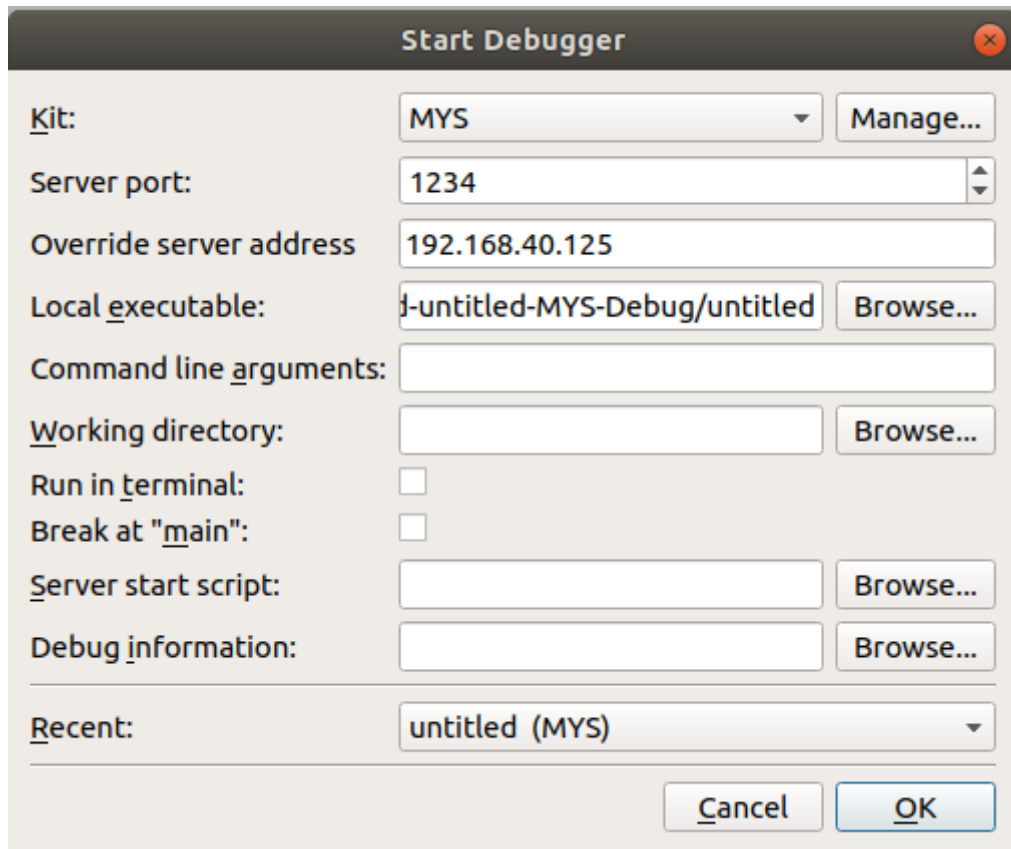 Start Debugger
Kit: MYS Manage...
Server port: 1234
Override server address 192.168.40.125
Local executable: d-untitled-MYS-Debug/untitled Browse...
Command line arguments:
Working directory: Browse...
Run in terminal:
Break at "main":
Server start script: Browse...
Debug information: Browse...
Recent: untitled (MYS)
Cancel OK